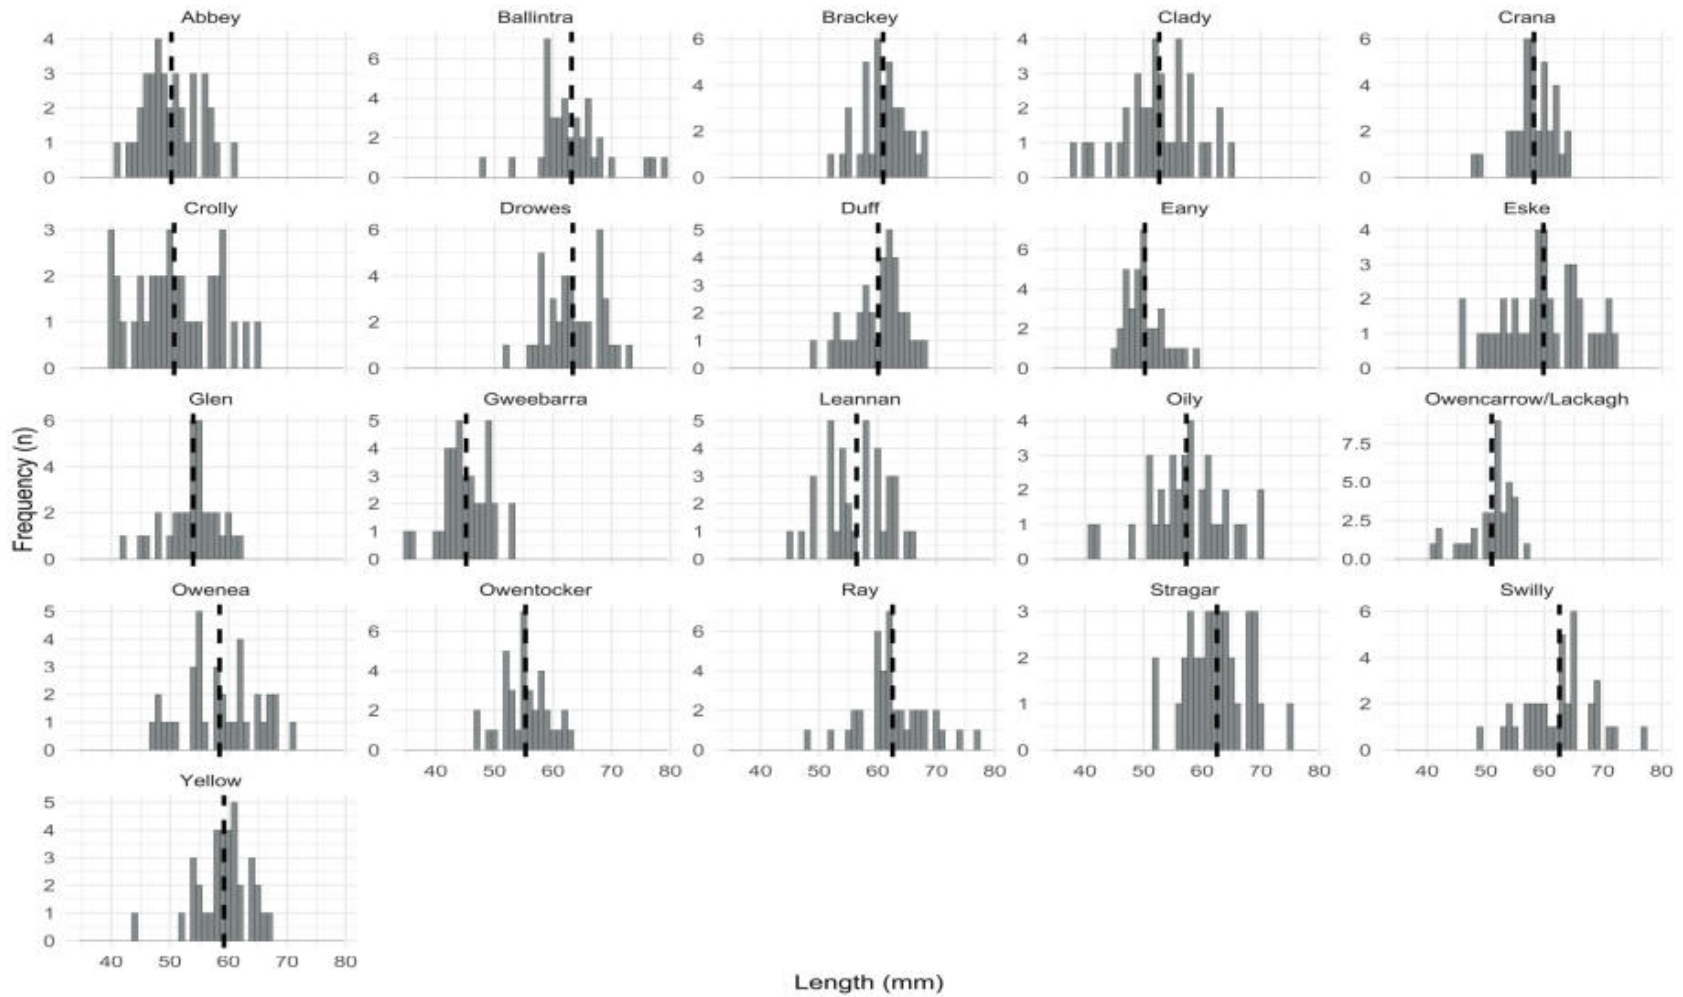 Abbey Ballintra Brackey Clady Crana
4 3 2 1 0
6 4 2 0
6 4 2 0
4 3 2 1 0
6 4 2 0
Crolly Drowes Duff Eany Eske
3 2 1 0
6 4 2 0
5 4 3 2 1 0
6 4 2 0
4 3 2 1 0
Glen Gweebarra Leannan Oily Owencarrow/Lackagh
6 4 2 0
5 4 3 2 1 0
5 4 3 2 1 0
4 3 2 1 0
7.5 5.0 2.5 0.0
Frequency (n)
Owenea Owentocker Ray Stragar Swilly
5 4 3 2 1 0
6 4 2 0
6 4 2 0
3 2 1 0
6 4 2 0
40 50 60 70 80 40 50 60 70 80 40 50 60 70 80 40 50 60 70 80
Yellow
5 4 3 2 1 0
40 50 60 70 80
Length (mm)